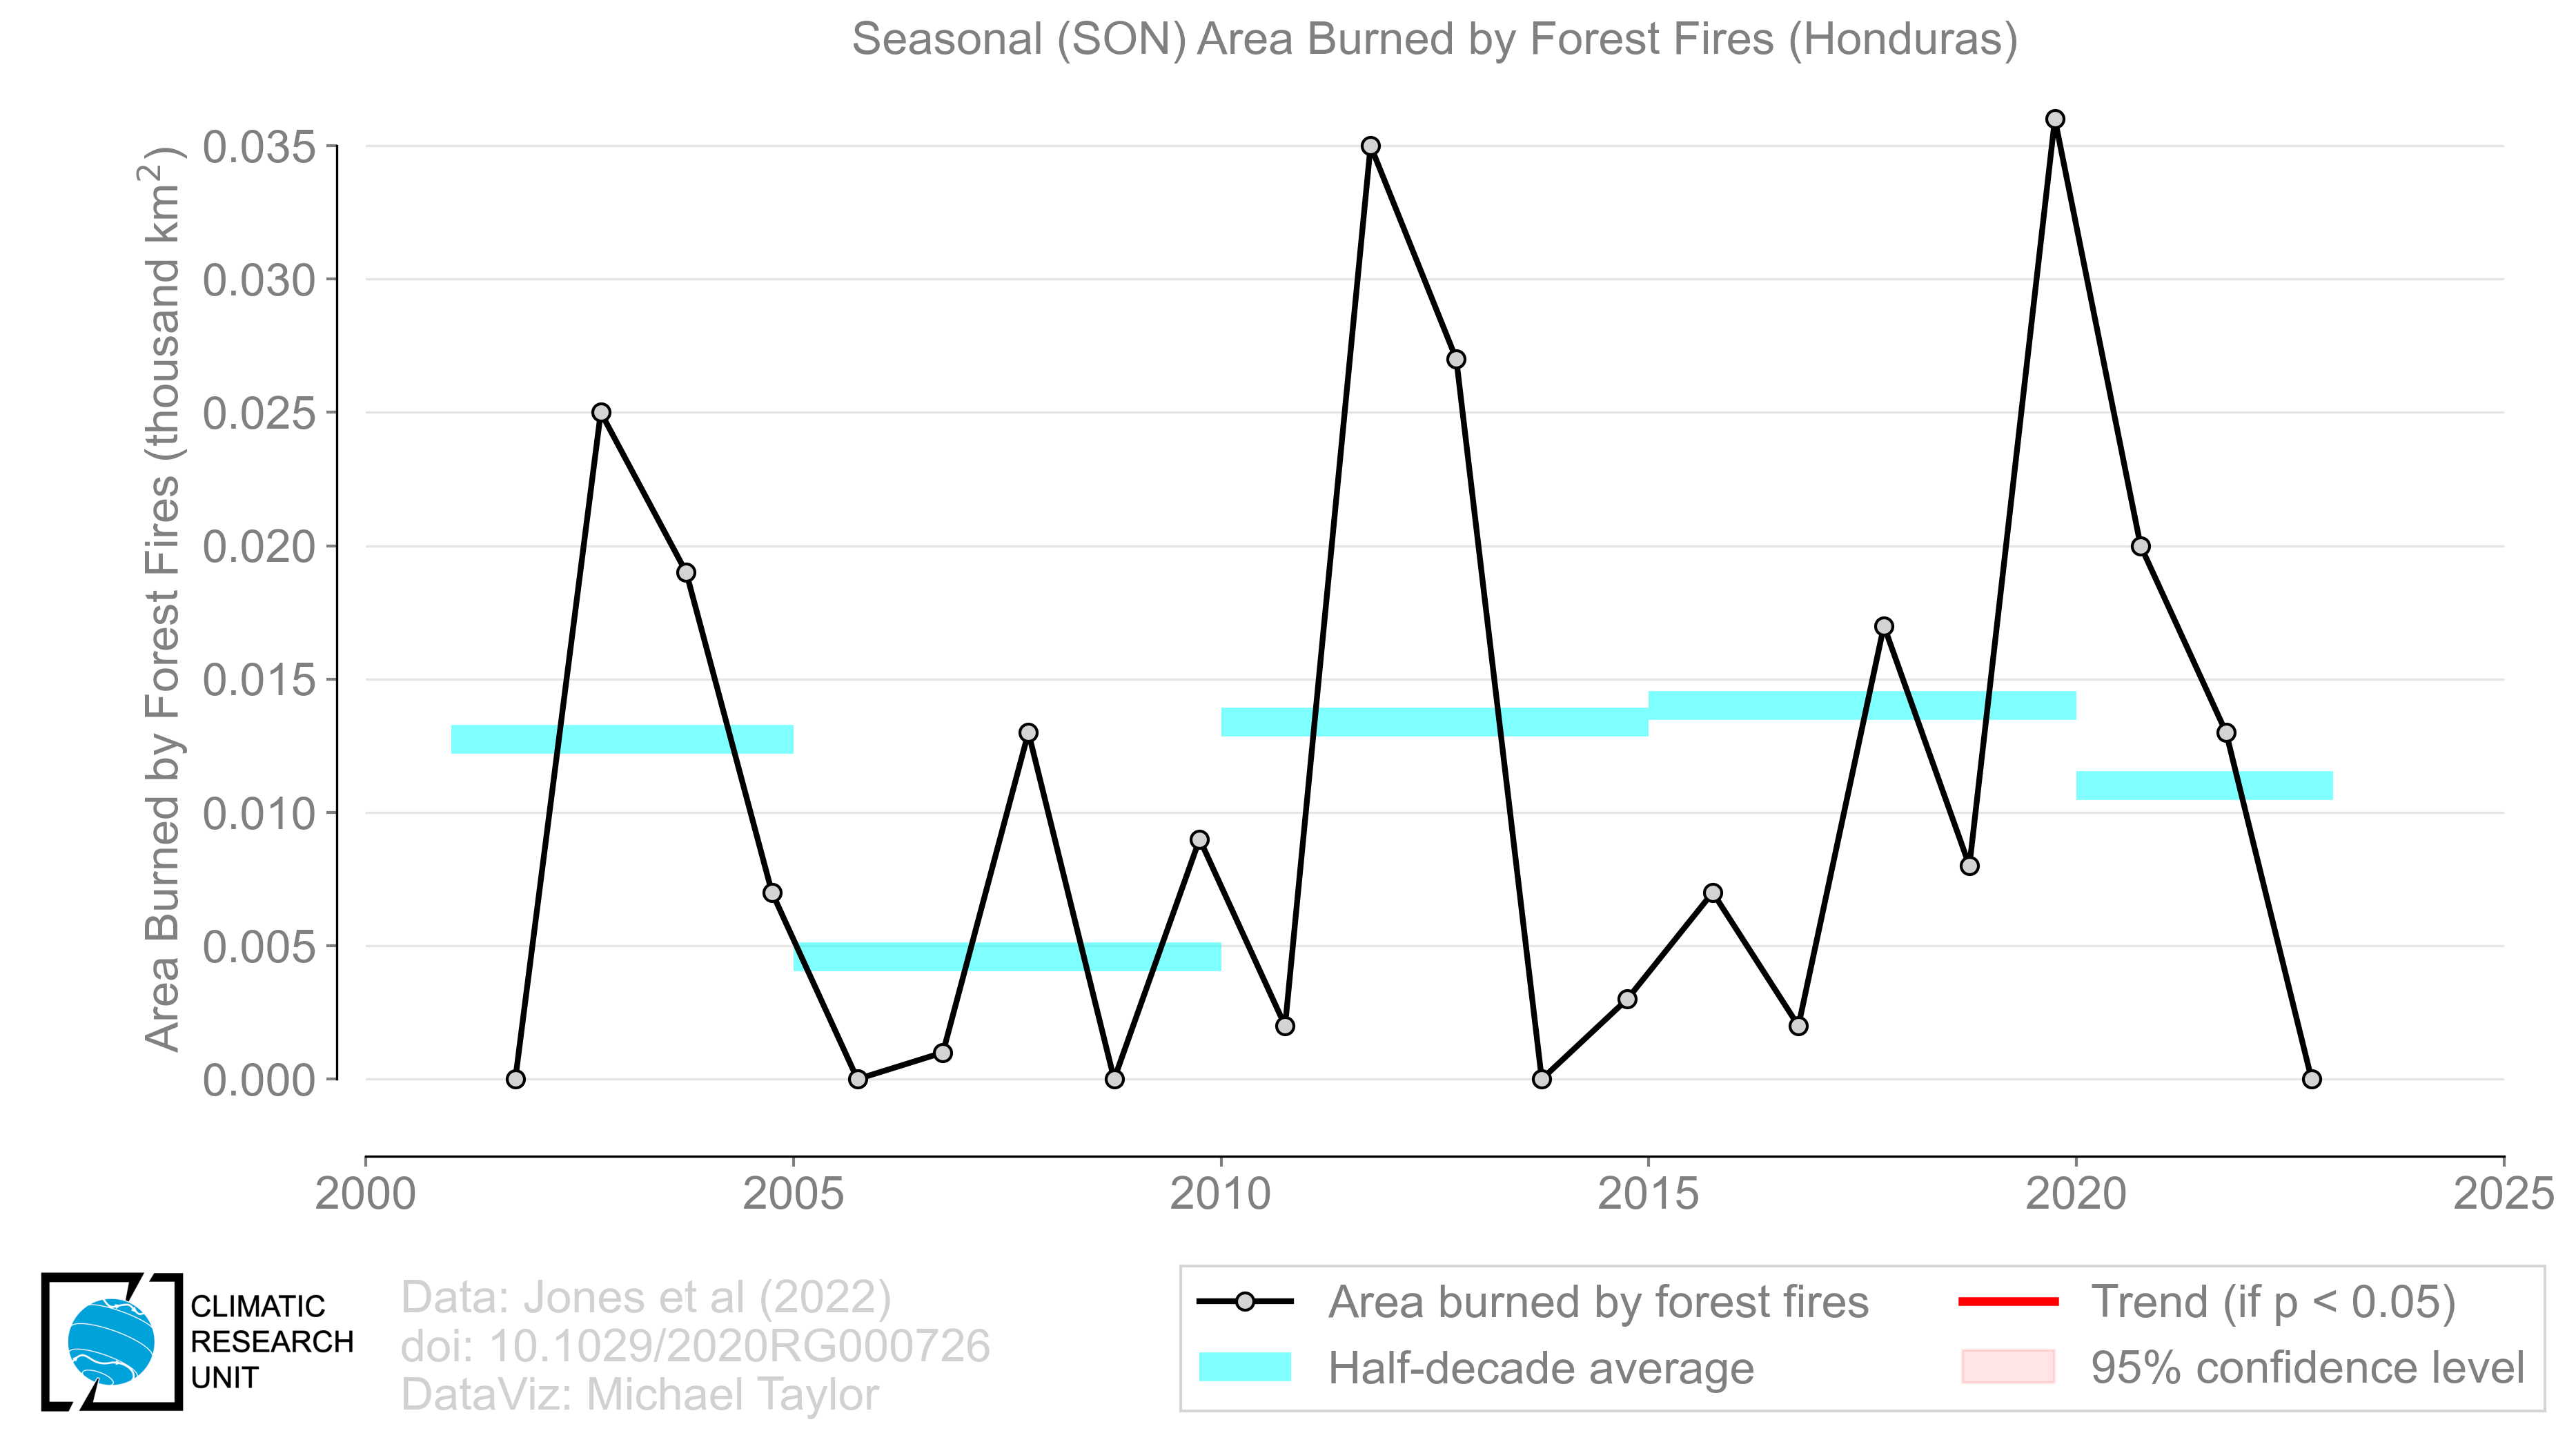 Seasonal (SON) Area Burned by Forest Fires (Honduras)
Area Burned by Forest Fires (thousand km²)
0.035
0.030
0.025
0.020
0.015
0.010
0.005
0.000
2000 2005 2010 2015 2020 2025
CLIMATIC
RESEARCH
UNIT
Data: Jones et al (2022)
doi: 10.1029/2020RG000726
DataViz: Michael Taylor
Area burned by forest fires
Half-decade average
Trend (if p < 0.05)
95% confidence level